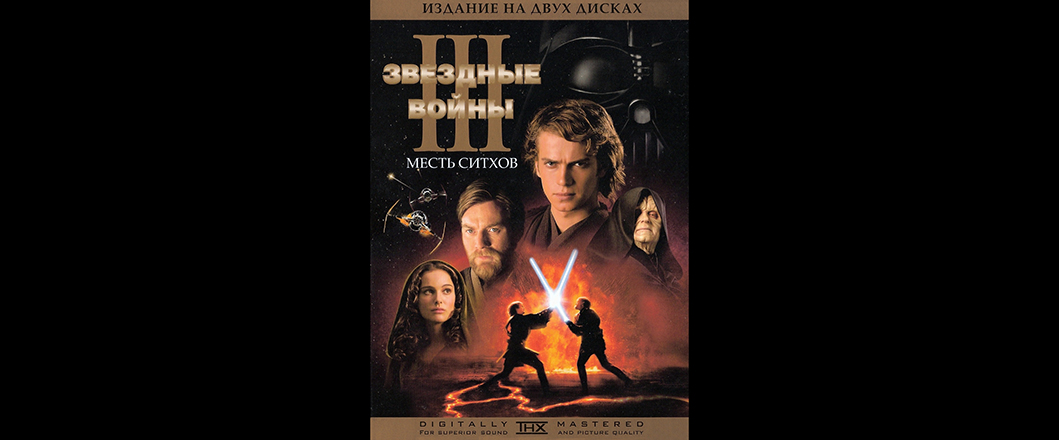 ИЗДАНИЕ НА ДВУХ ДИСКАХ
III
ЗВЕЗДНЫЕ
ВОЙНЫ
МЕСТЬ СИТХОВ
DIGITALLY THX MASTERED
FOR SUPERIOR SOUND AND PICTURE QUALITY